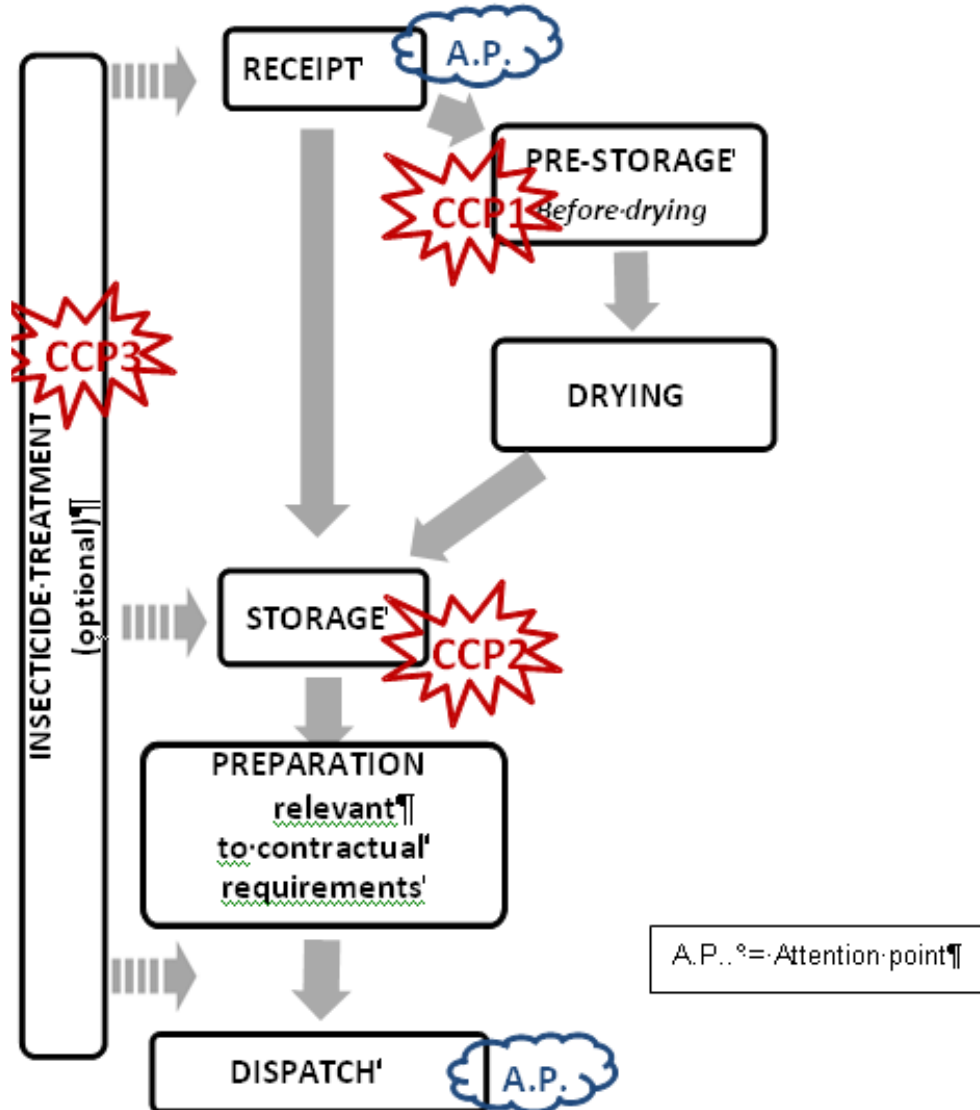 RECEIPT'
A.P.
PRE-STORAGE'
Before·drying
CCP1
CCP3
DRYING
INSECTICIDE·TREATMENT
(optional)¶
STORAGE'
CCP2
PREPARATION
relevant¶
to·contractual'
requirements'
A.P..°=·Attention·point¶
DISPATCH'
A.P.